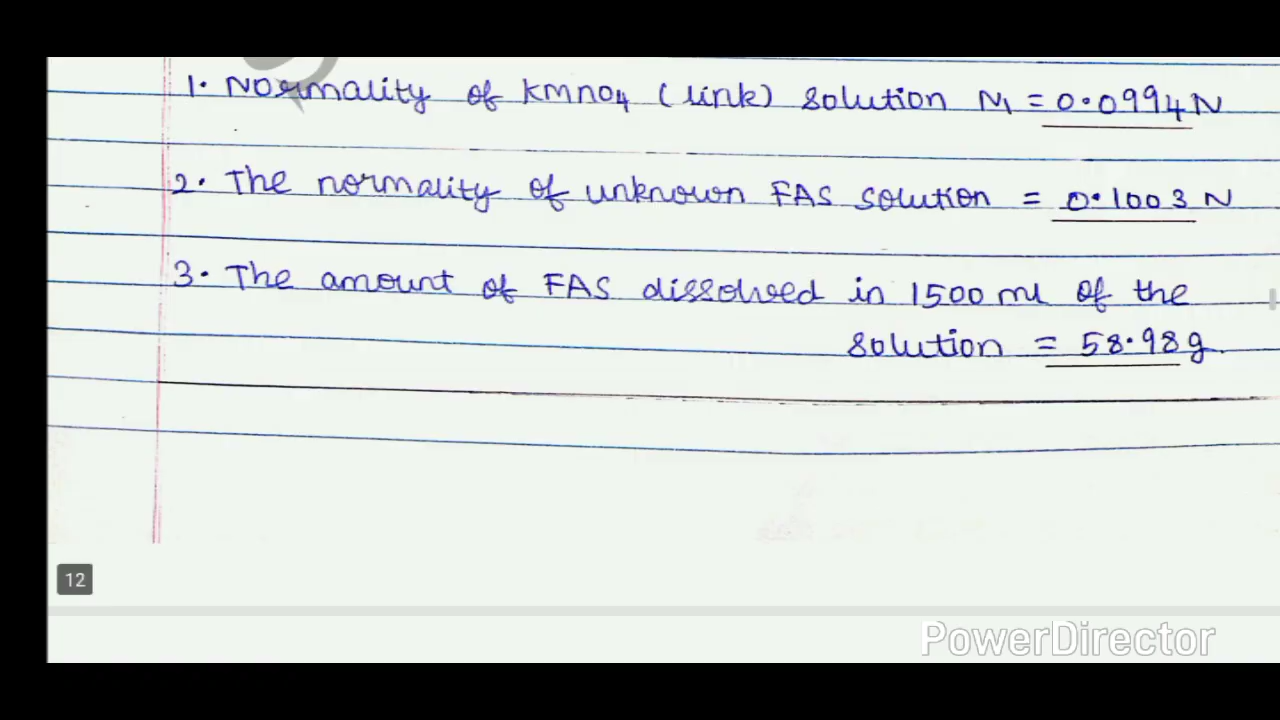 1. Normality of KMnO4 (link) solution N1 = 0.0994 N
2. The normality of unknown FAS solution = 0.1003 N
3. The amount of FAS dissolved in 1500 ml of the
solution = 58.98g.
12
PowerDirector